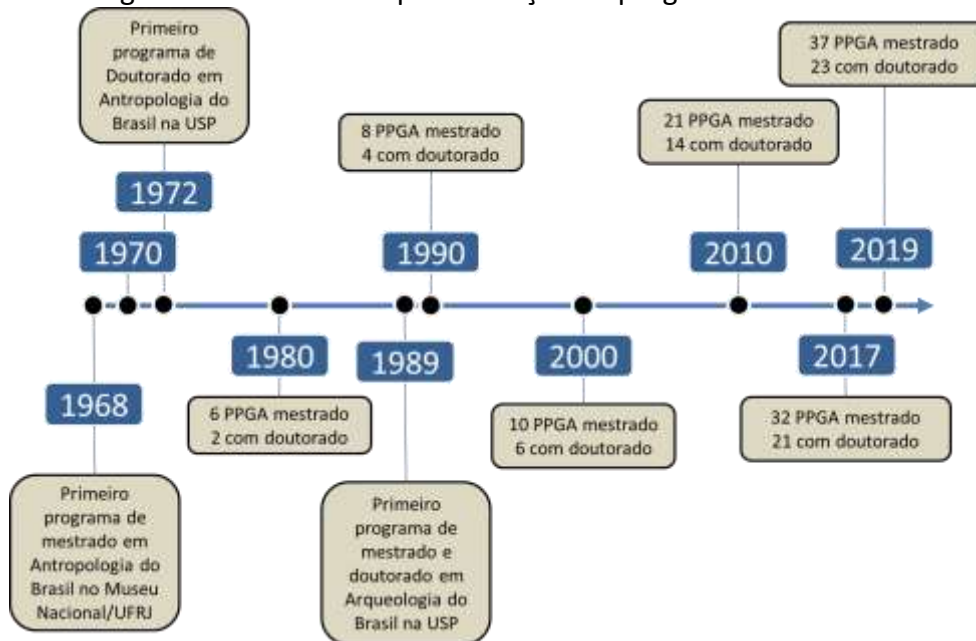 Primeiro
programa de
Doutorado em
Antropologia do
Brasil na USP
37 PPGA mestrado
23 com doutorado
8 PPGA mestrado
4 com doutorado
21 PPGA mestrado
14 com doutorado
1972
1970
1990
2010
2019
1968
1980
1989
2000
2017
6 PPGA mestrado
2 com doutorado
10 PPGA mestrado
6 com doutorado
32 PPGA mestrado
21 com doutorado
Primeiro
programa de
mestrado em
Antropologia do
Brasil no Museu
Nacional/UFRJ
Primeiro
programa de
mestrado e
doutorado em
Arqueologia do
Brasil na USP